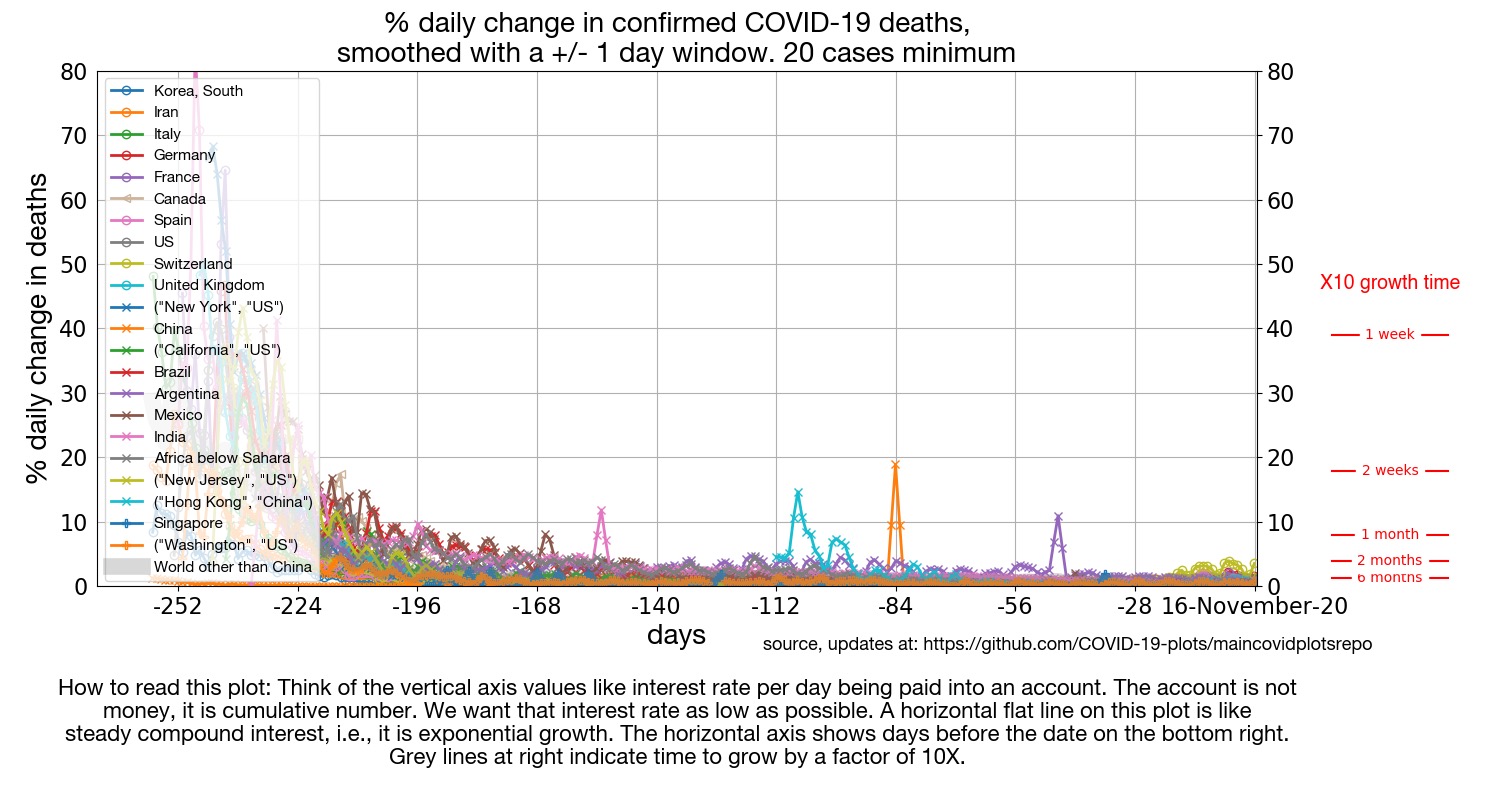 % daily change in confirmed COVID-19 deaths,
smoothed with a +/- 1 day window. 20 cases minimum
% daily change in deaths
80
70
60
50
40
30
20
10
0
Korea, South
Iran
Italy
Germany
France
Canada
Spain
US
Switzerland
United Kingdom
("New York", "US")
China
("California", "US")
Brazil
Argentina
Mexico
India
Africa below Sahara
("New Jersey", "US")
("Hong Kong", "China")
Singapore
("Washington", "US")
World other than China
80
70
60
50
40
30
20
10
0
X10 growth time
1 week
2 weeks
1 month
2 months
6 months
-252 -224 -196 -168 -140 -112 -84 -56 -28 16-November-20
days
source, updates at: https://github.com/COVID-19-plots/maincovidplotsrepo
How to read this plot: Think of the vertical axis values like interest rate per day being paid into an account. The account is not
money, it is cumulative number. We want that interest rate as low as possible. A horizontal flat line on this plot is like
steady compound interest, i.e., it is exponential growth. The horizontal axis shows days before the date on the bottom right.
Grey lines at right indicate time to grow by a factor of 10X.